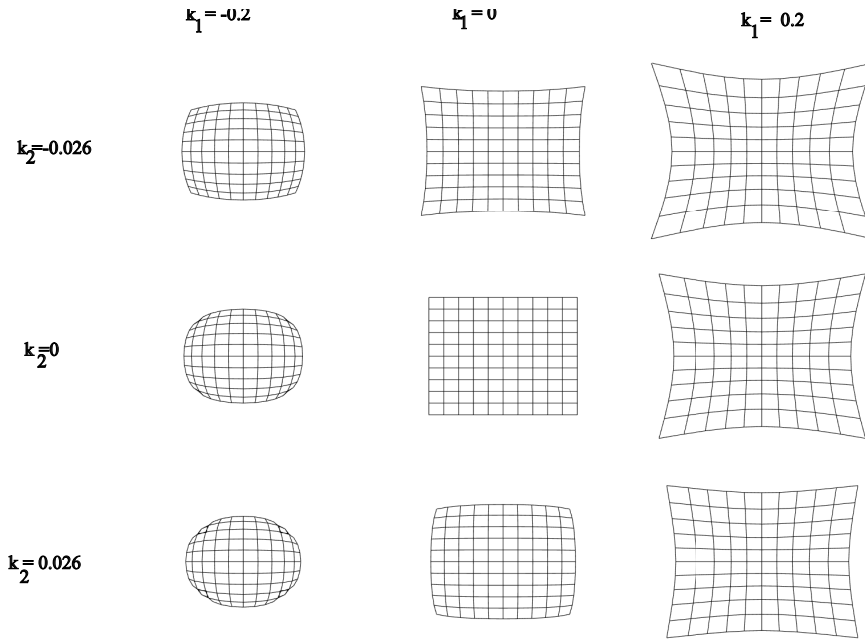 k1 = -0.2
k1 = 0
k1 = 0.2
k2=-0.026
k2=0
k2= 0.026